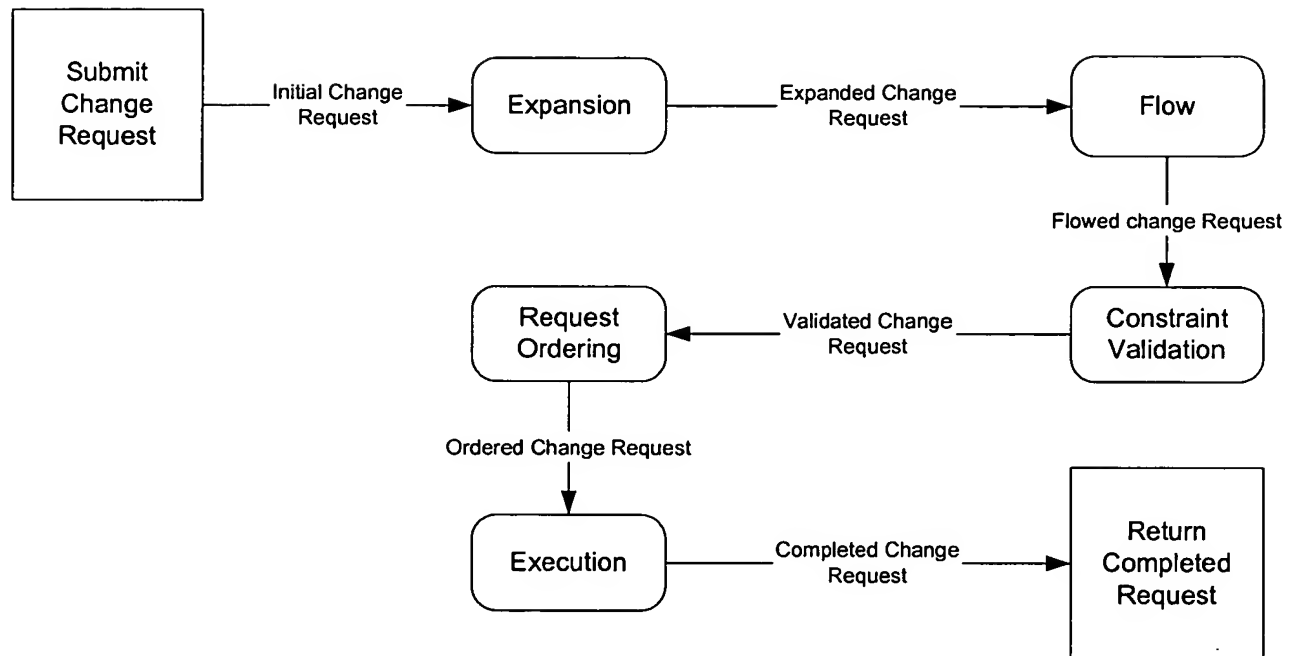 Submit
Change
Request
Initial Change
Request
Expansion
Expanded Change
Request
Flow
Flowed change Request
Constraint
Validation
Validated Change
Request
Request
Ordering
Ordered Change Request
Execution
Completed Change
Request
Return
Completed
Request